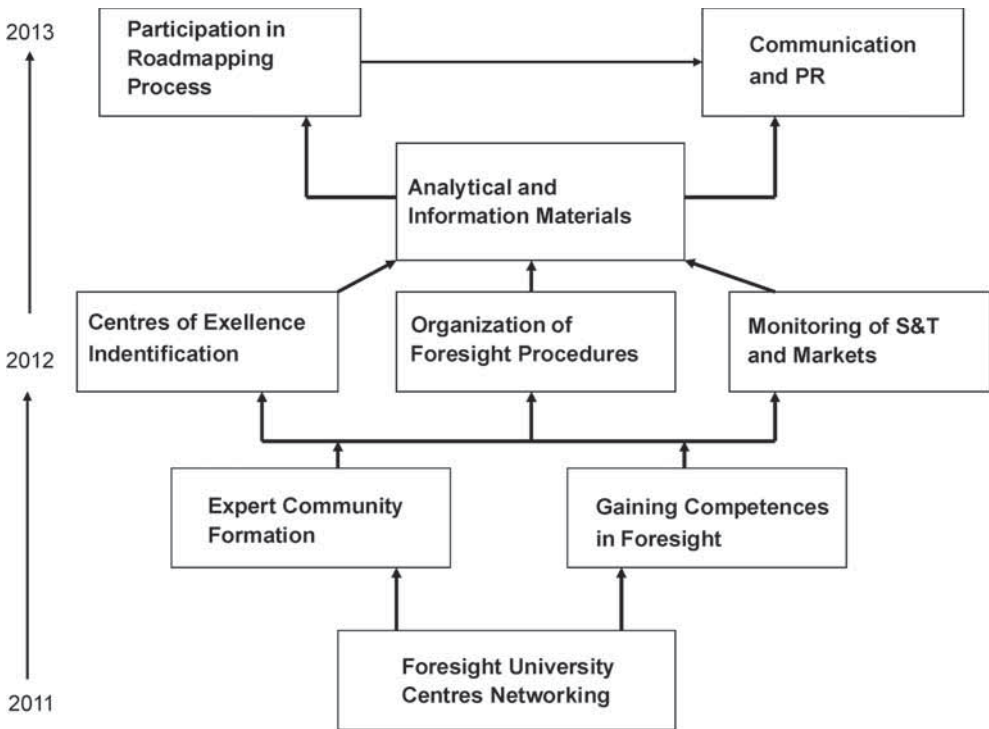 2013
Participation in
Roadmapping
Process
Communication
and PR
Analytical and
Information Materials
Centres of Exellence
Indentification
Organization of
Foresight Procedures
Monitoring of S&T
and Markets
2012
Expert Community
Formation
Gaining Competences
in Foresight
Foresight University
Centres Networking
2011